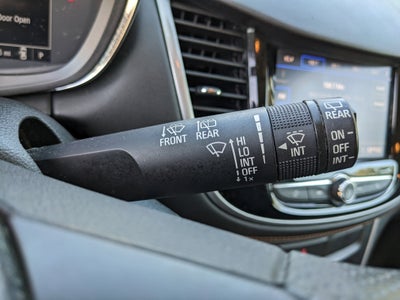 Door Open
FRONT
REAR
HI
LO
INT
OFF
1x
INT
REAR
ON
OFF
INT